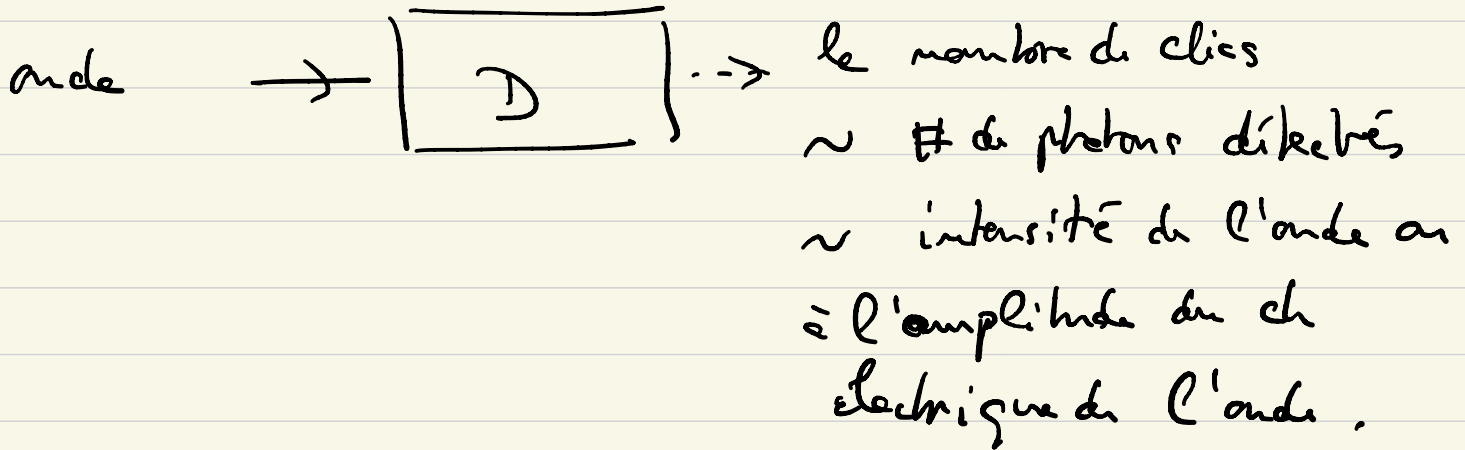 onde
D
le nombre de clics
~ # de photons détectés
~ intensité de l'onde ou
à l'amplitude du ch
électrique de l'onde.